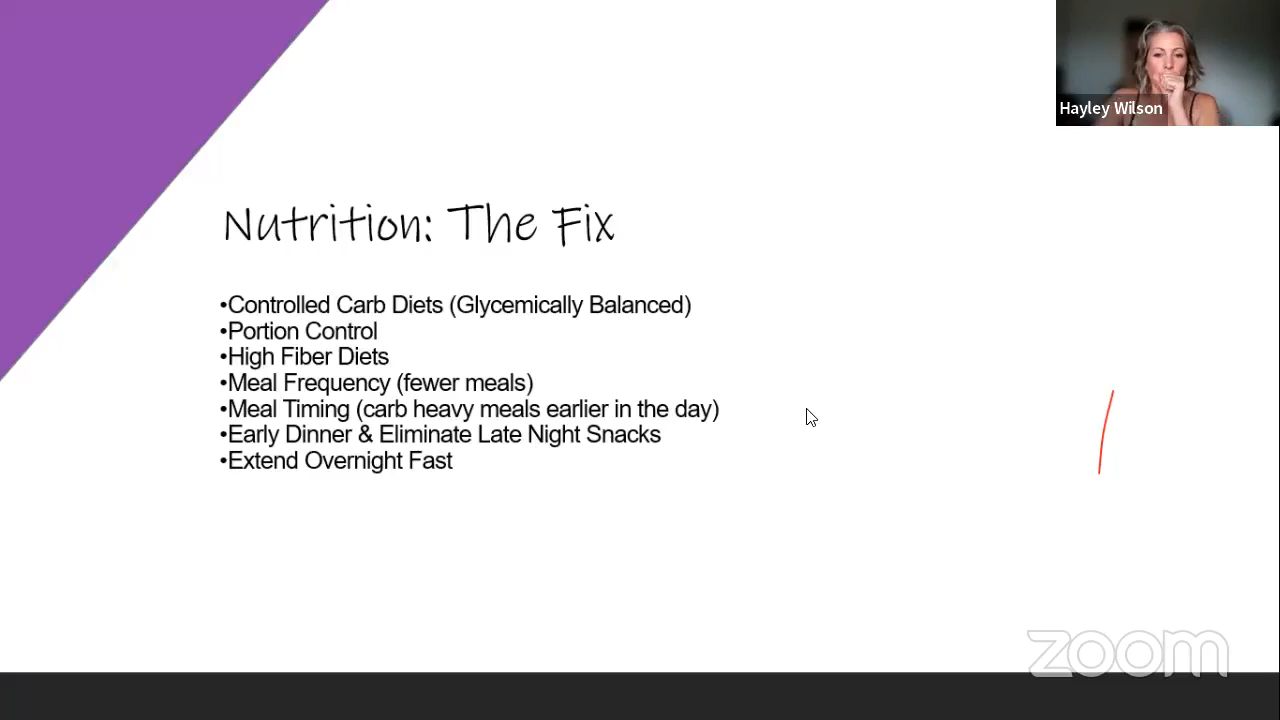 Hayley Wilson
Nutrition: The Fix
•Controlled Carb Diets (Glycemically Balanced)
•Portion Control
•High Fiber Diets
•Meal Frequency (fewer meals)
•Meal Timing (carb heavy meals earlier in the day)
•Early Dinner & Eliminate Late Night Snacks
•Extend Overnight Fast
zoom